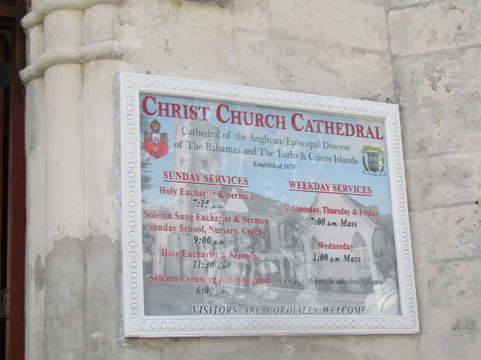 CHRIST CHURCH CATHEDRAL
Cathedral of the Anglican/Episcopal Diocese
of The Bahamas and The Turks & Caicos Islands
Established 1670
SUNDAY SERVICES
Holy Eucharist & Sermon
7:15 a.m.
Solemn Sung Eucharist & Sermon
Sunday School, Nursery, Creche
9:00 a.m.
Holy Eucharist & Sermon
11:30
Solemn Evensong & Benediction
6:00
WEEKDAY SERVICES
Wednesday, Thursday & Friday
7:00 a.m. Mass
Wednesday
1:00 p.m. Mass
VISITORS ARE CORDIALLY WELCOME